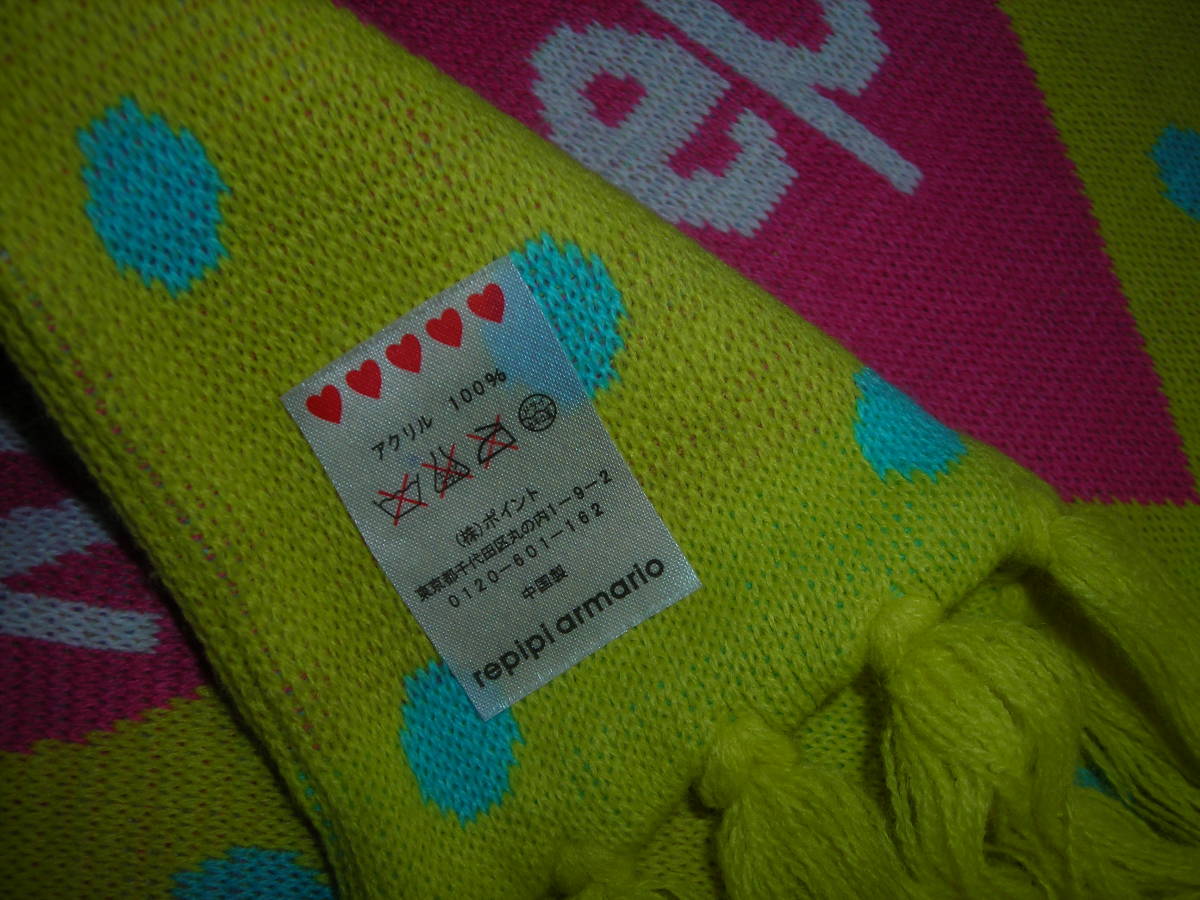 アクリル 100%
(株)ポイント
東京都千代田区丸の内1-9-2
0120-601-162
中国製
repipi armario
ep